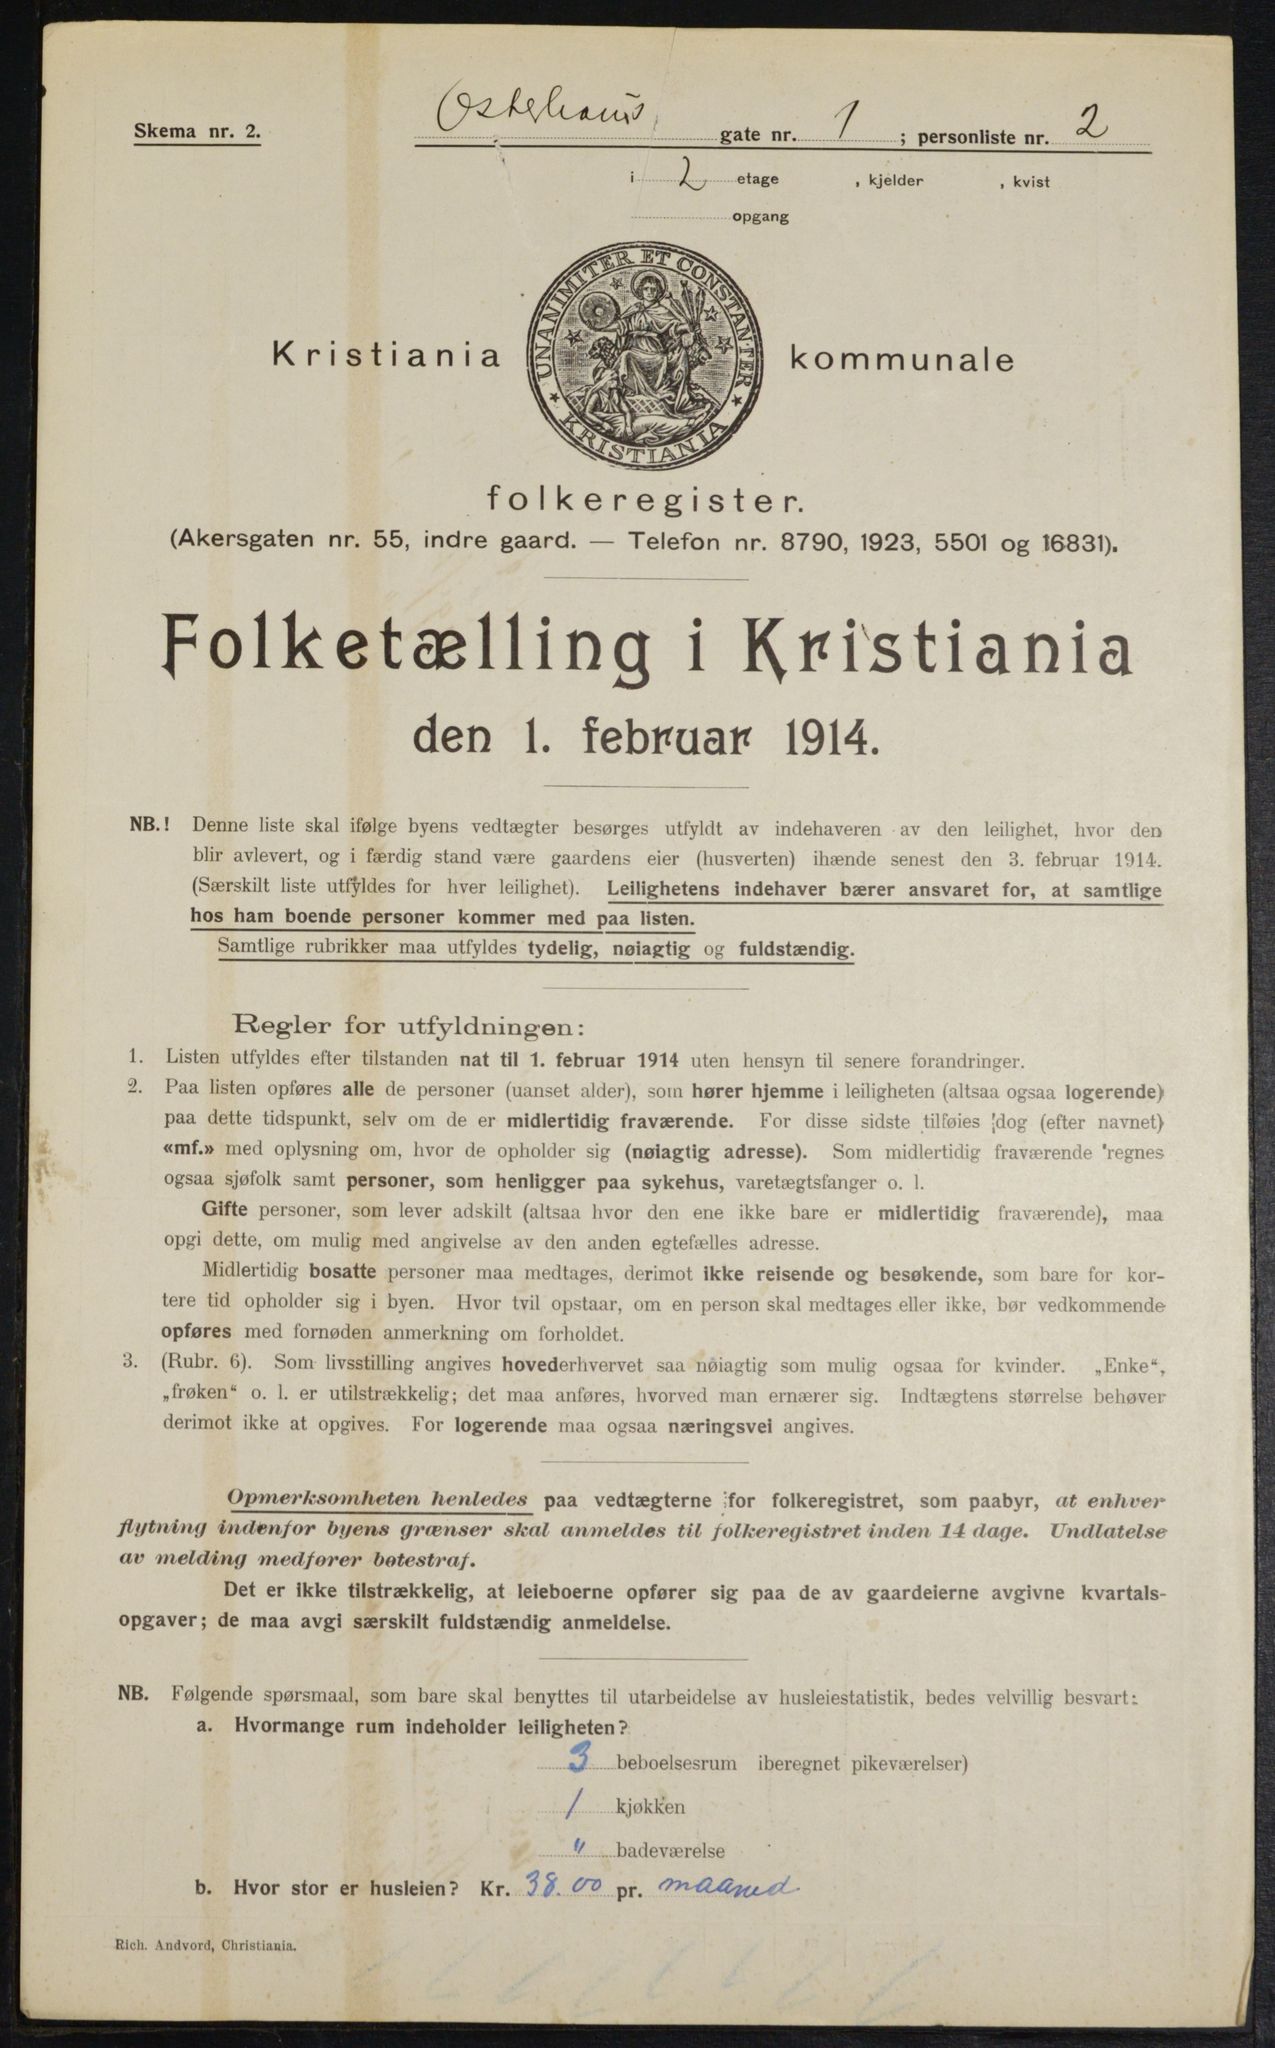 Skema nr. 2.
Osterhaus gate nr. 1 ; personliste nr. 2
i 2 etage , kjelder , kvist
opgang
UNANIMITER ET CONSTANTER
KRISTIANIA
Kristiania kommunale
folkeregister.
(Akersgaten nr. 55, indre gaard. — Telefon nr. 8790, 1923, 5501 og 16831).
Folketælling i Kristiania
den 1. februar 1914.
NB.! Denne liste skal ifølge byens vedtægter besørges utfyldt av indehaveren av den leilighet, hvor den
blir avlevert, og i færdig stand være gaardens eier (husverten) ihænde senest den 3. februar 1914.
(Særskilt liste utfyldes for hver leilighet). Leilighetens indehaver bærer ansvaret for, at samtlige
hos ham boende personer kommer med paa listen.
Samtlige rubrikker maa utfyldes tydelig, nøiagtig og fuldstændig.
Regler for utfyldningen:
1. Listen utfyldes efter tilstanden nat til 1. februar 1914 uten hensyn til senere forandringer.
2. Paa listen opføres alle de personer (uanset alder), som hører hjemme i leiligheten (altsaa ogsaa logerende)
paa dette tidspunkt, selv om de er midlertidig fraværende. For disse sidste tilføies dog (efter navnet)
«mf.» med oplysning om, hvor de opholder sig (nøiagtig adresse). Som midlertidig fraværende regnes
ogsaa sjøfolk samt personer, som henligger paa sykehus, varetægtsfanger o. l.
Gifte personer, som lever adskilt (altsaa hvor den ene ikke bare er midlertidig fraværende), maa
opgi dette, om mulig med angivelse av den anden egtefælles adresse.
Midlertidig bosatte personer maa medtages, derimot ikke reisende og besøkende, som bare for kor-
tere tid opholder sig i byen. Hvor tvil opstaar, om en person skal medtages eller ikke, bør vedkommende
opføres med fornøden anmerkning om forholdet.
3. (Rubr. 6). Som livsstilling angives hovederhvervet saa nøiagtig som mulig ogsaa for kvinder. „Enke“,
„frøken“ o. l. er utilstrækkelig; det maa anføres, hvorved man ernærer sig. Indtægtens størrelse behøver
derimot ikke at opgives. For logerende maa ogsaa næringsvei angives.
Opmerksomheten henledes paa vedtægterne for folkeregistret, som paabyr, at enhver
flytning indenfor byens grænser skal anmeldes til folkeregistret inden 14 dage. Undlatelse
av melding medfører bøtestraf.
Det er ikke tilstrækkelig, at leieboerne opfører sig paa de av gaardeierne avgivne kvartals-
opgaver; de maa avgi særskilt fuldstændig anmeldelse.
NB. Følgende spørsmaal, som bare skal benyttes til utarbeidelse av husleiestatistik, bedes velvillig besvart:
a. Hvormange rum indeholder leiligheten?
3 beboelsesrum iberegnet pikeværelser)
1 kjøkken
" badeværelse
b. Hvor stor er husleien? Kr. 38.00 pr. maaned
Rich. Andvord, Christiania.